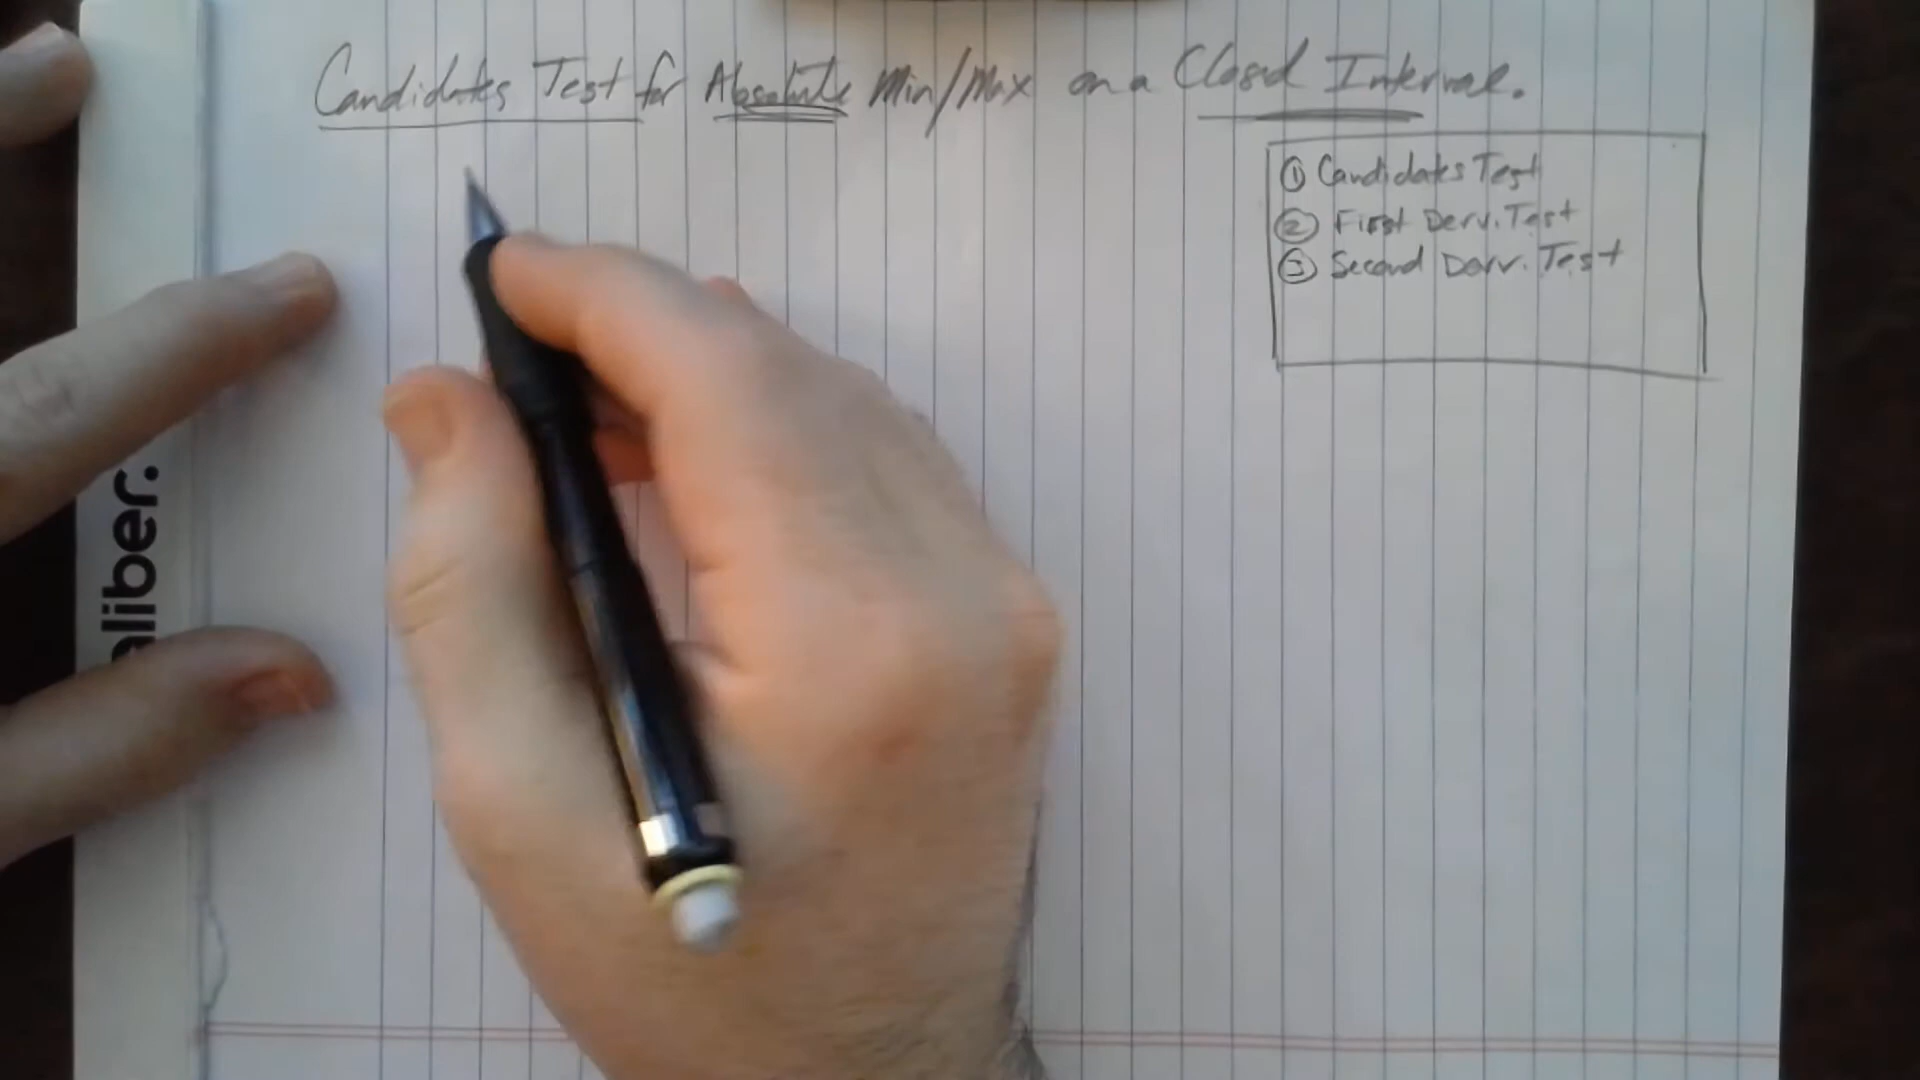 Candidates Test for Absolute Min/Max on a Closed Interval.
① Candidates Test
② First Derv. Test
③ Second Derv. Test
aliber.